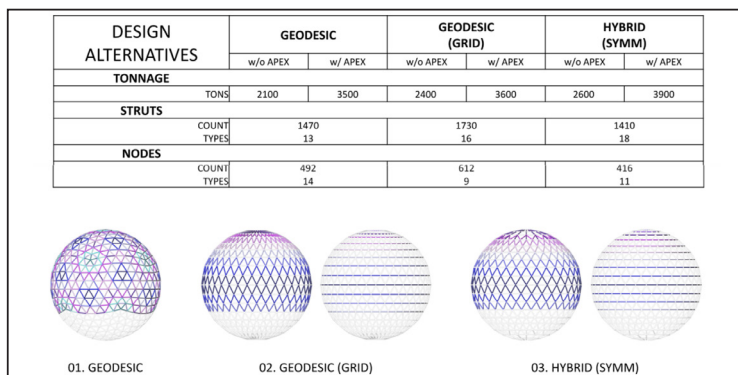 DESIGN ALTERNATIVES GEODESIC GEODESIC (GRID) HYBRID (SYMM)
w/o APEX w/ APEX w/o APEX w/ APEX w/o APEX w/ APEX
TONNAGE
TONS 2100 3500 2400 3600 2600 3900
STRUTS
COUNT 1470 1730 1410
TYPES 13 16 18
NODES
COUNT 492 612 416
TYPES 14 9 11
01. GEODESIC 02. GEODESIC (GRID) 03. HYBRID (SYMM)